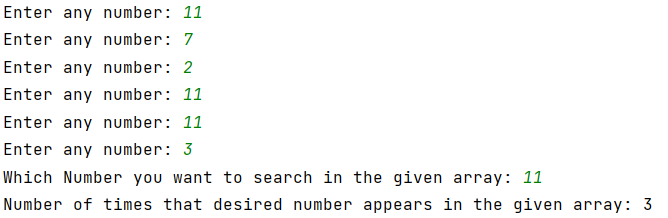 Enter any number: 11
Enter any number: 7
Enter any number: 2
Enter any number: 11
Enter any number: 11
Enter any number: 3
Which Number you want to search in the given array: 11
Number of times that desired number appears in the given array: 3